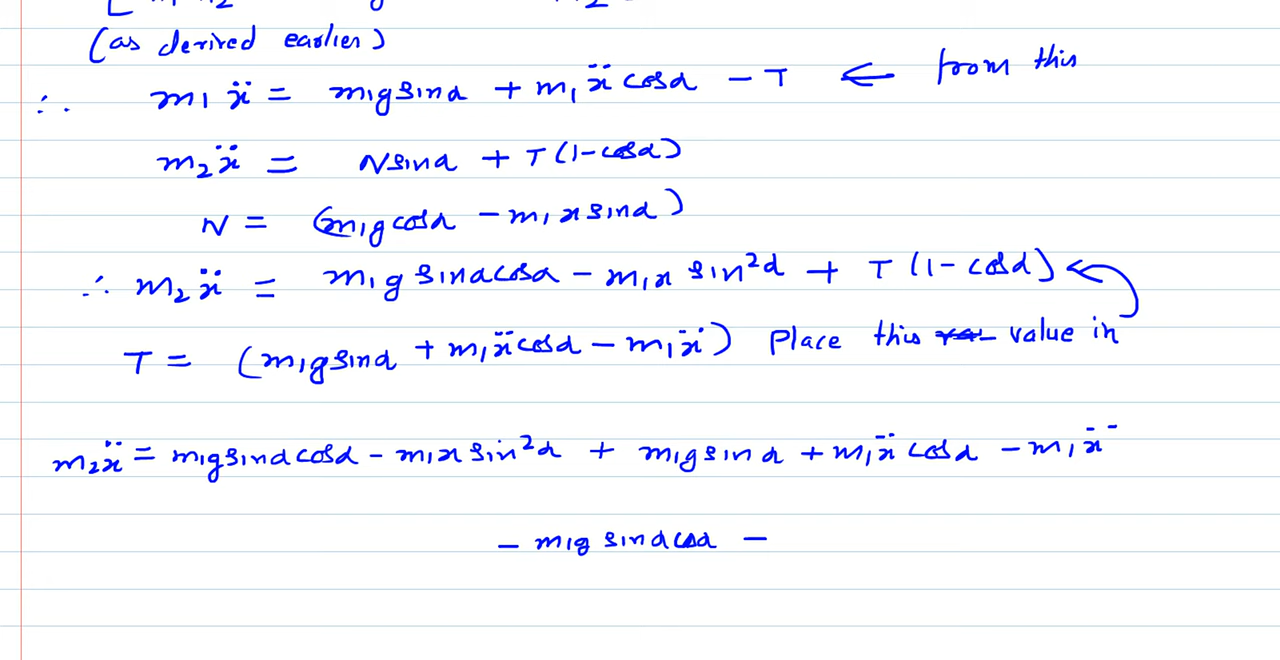 (as derived earlier)
∴ m₁ẍ = m₁g sinα + m₁ẍ cosα − T ← from this
m₂ẍ = N sinα + T(1−cosα)
N = (m₁g cosα − m₁x sinα)
∴ m₂ẍ = m₁g sinα cosα − m₁x sin²α + T(1−cosα)
T = (m₁g sinα + m₁ẍ cosα − m₁ẍ) Place this value in
m₂ẍ = m₁g sinα cosα − m₁x sin²α + m₁g sinα + m₁ẍ cosα − m₁ẍ
− m₁g sinα cosα −